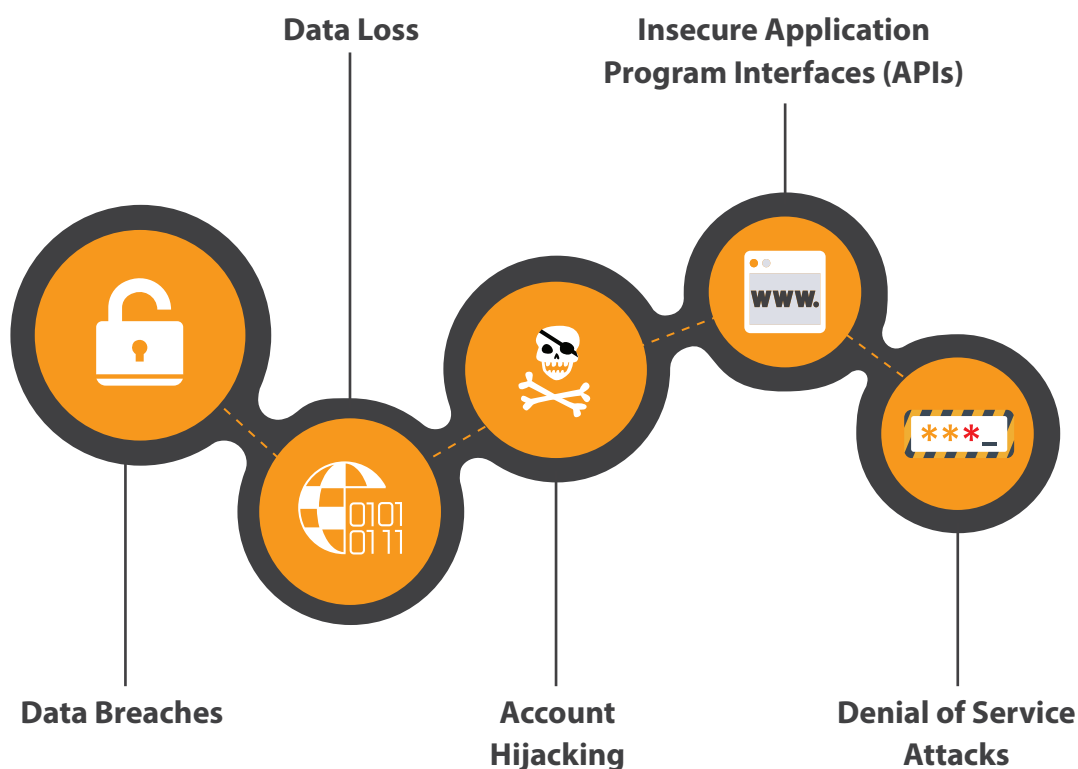 Data Loss
Insecure Application
Program Interfaces (APIs)
www.
0101
0111
***_
Data Breaches
Account
Hijacking
Denial of Service
Attacks